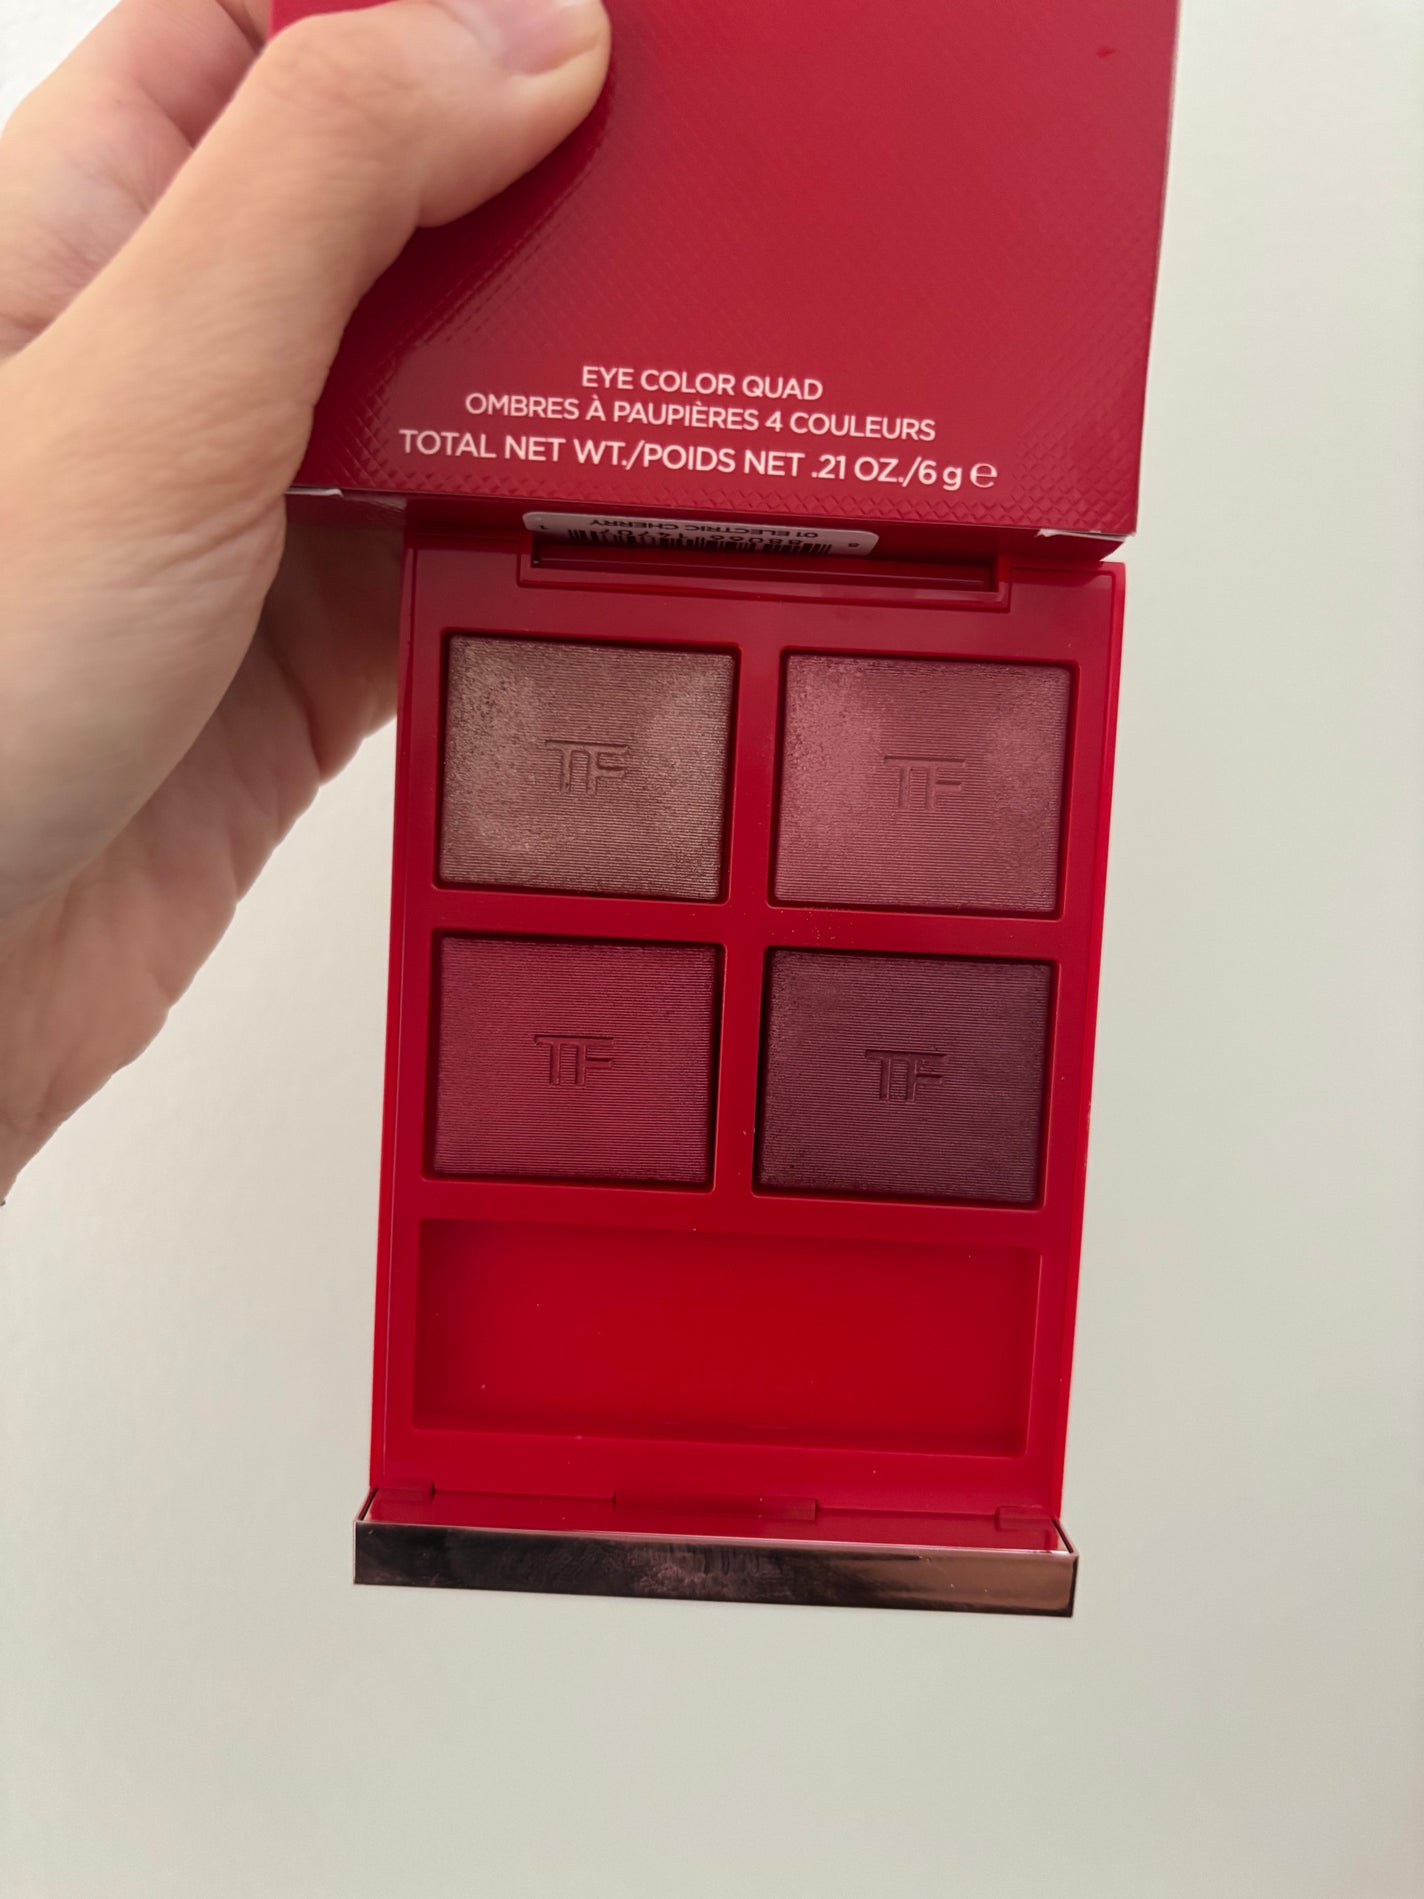 EYE COLOR QUAD
OMBRES À PAUPIÈRES 4 COULEURS
TOTAL NET WT./POIDS NET .21 OZ./6 g ℮
01 ELECTRIC CHERRY
TF
TF
TF
TF